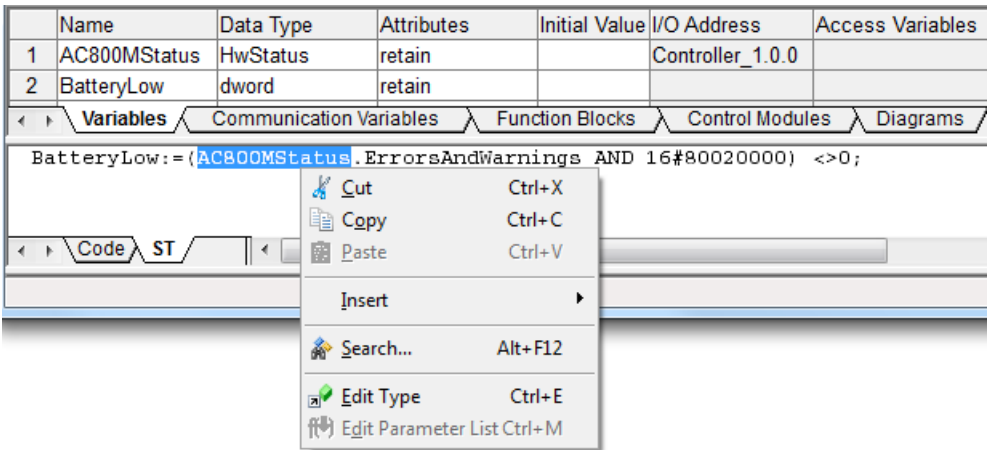 Name Data Type Attributes Initial Value I/O Address Access Variables
1 AC800MStatus HwStatus retain Controller_1.0.0
2 BatteryLow dword retain
Variables Communication Variables Function Blocks Control Modules Diagrams
BatteryLow:=(AC800MStatus.ErrorsAndWarnings AND 16#80020000) <>0;
Cut Ctrl+X
Copy Ctrl+C
Paste Ctrl+V
Code ST
Insert
Search... Alt+F12
Edit Type Ctrl+E
Edit Parameter List Ctrl+M